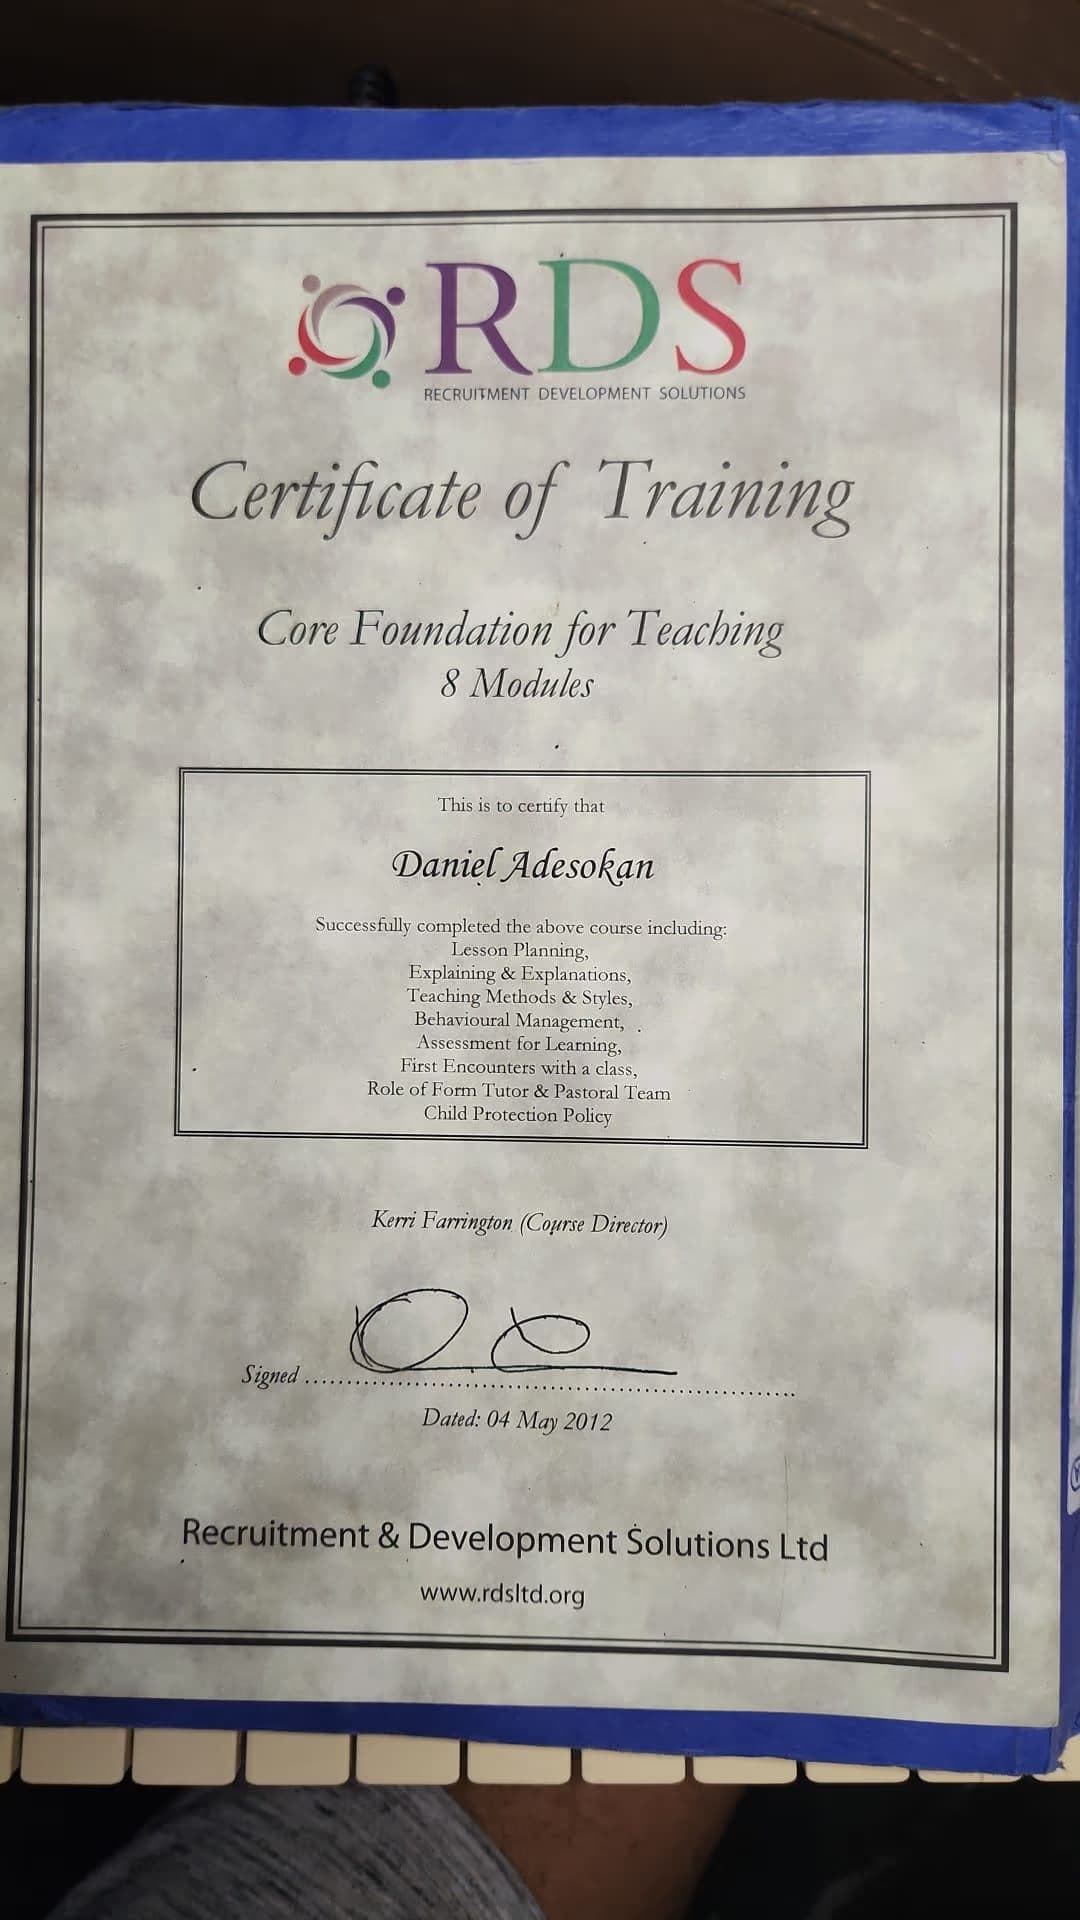 RDS
RECRUITMENT DEVELOPMENT SOLUTIONS
Certificate of Training
Core Foundation for Teaching
8 Modules
This is to certify that
Daniel Adesokan
Successfully completed the above course including:
Lesson Planning,
Explaining & Explanations,
Teaching Methods & Styles,
Behavioural Management,
Assessment for Learning,
First Encounters with a class,
Role of Form Tutor & Pastoral Team
Child Protection Policy
Kerri Farrington (Course Director)
Signed ........................................................
Dated: 04 May 2012
Recruitment & Development Solutions Ltd
www.rdsltd.org